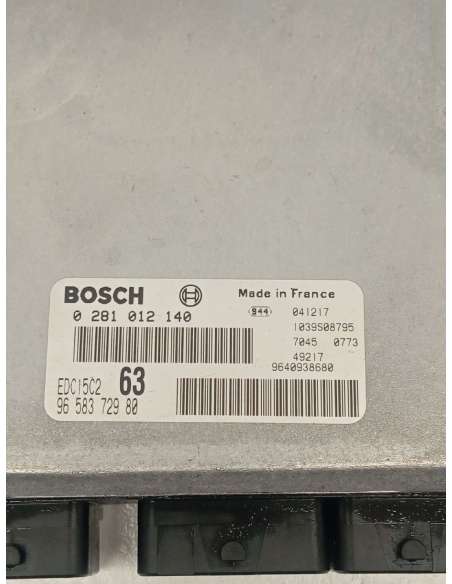 BOSCH
Made in France
0 281 012 140
944 041217
1039S08795
7045 0773
49217
9640938680
EDC15C2 63
96 583 729 80